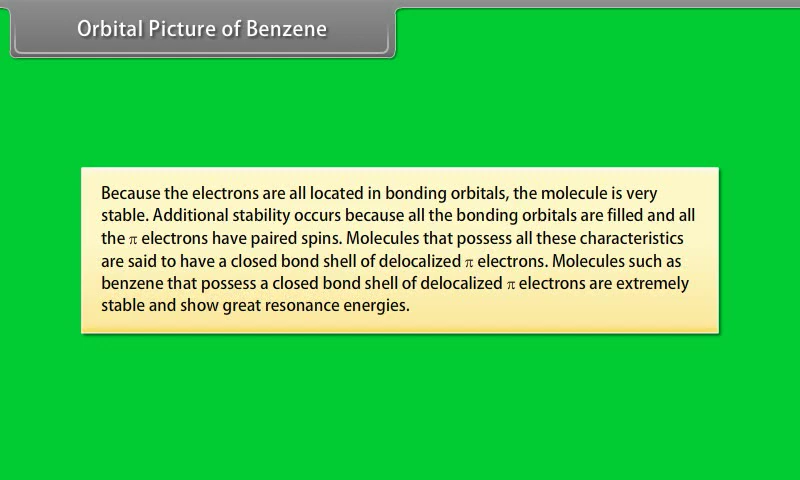 Orbital Picture of Benzene
Because the electrons are all located in bonding orbitals, the molecule is very
stable. Additional stability occurs because all the bonding orbitals are filled and all
the π electrons have paired spins. Molecules that possess all these characteristics
are said to have a closed bond shell of delocalized π electrons. Molecules such as
benzene that possess a closed bond shell of delocalized π electrons are extremely
stable and show great resonance energies.